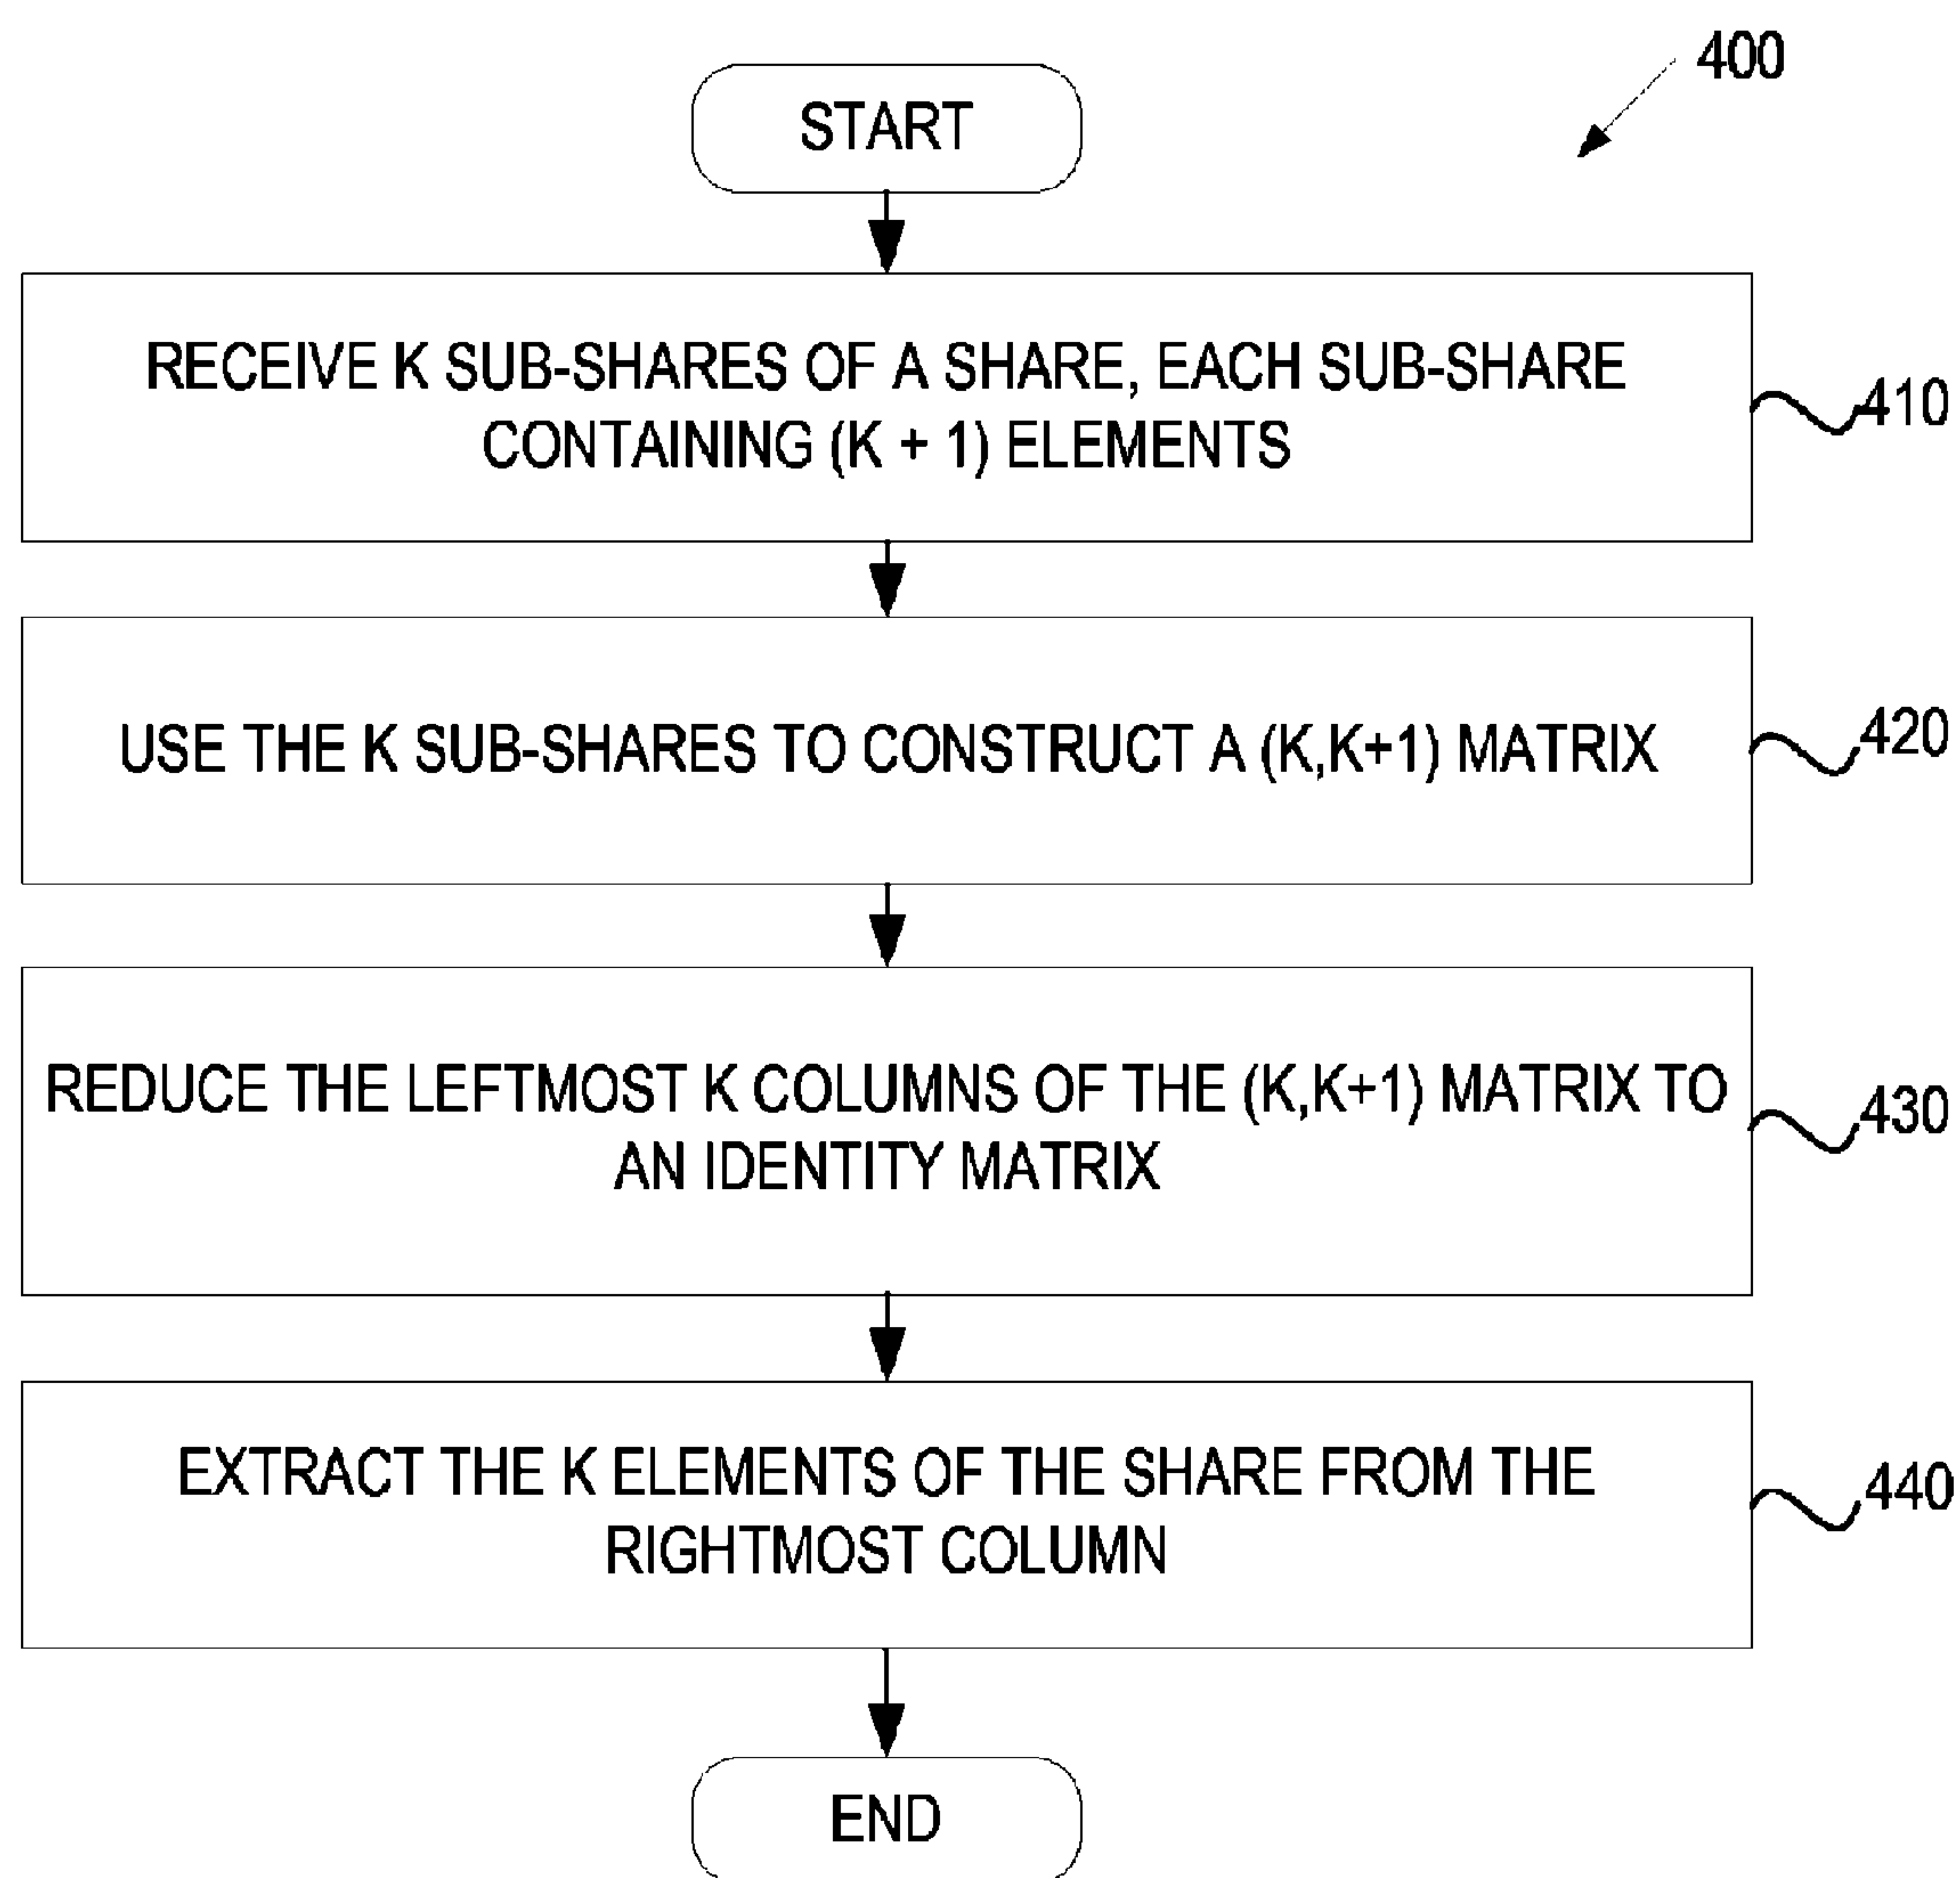 400
START
RECEIVE K SUB-SHARES OF A SHARE, EACH SUB-SHARE
CONTAINING (K + 1) ELEMENTS
410
USE THE K SUB-SHARES TO CONSTRUCT A (K,K+1) MATRIX
420
REDUCE THE LEFTMOST K COLUMNS OF THE (K,K+1) MATRIX TO
AN IDENTITY MATRIX
430
EXTRACT THE K ELEMENTS OF THE SHARE FROM THE
RIGHTMOST COLUMN
440
END